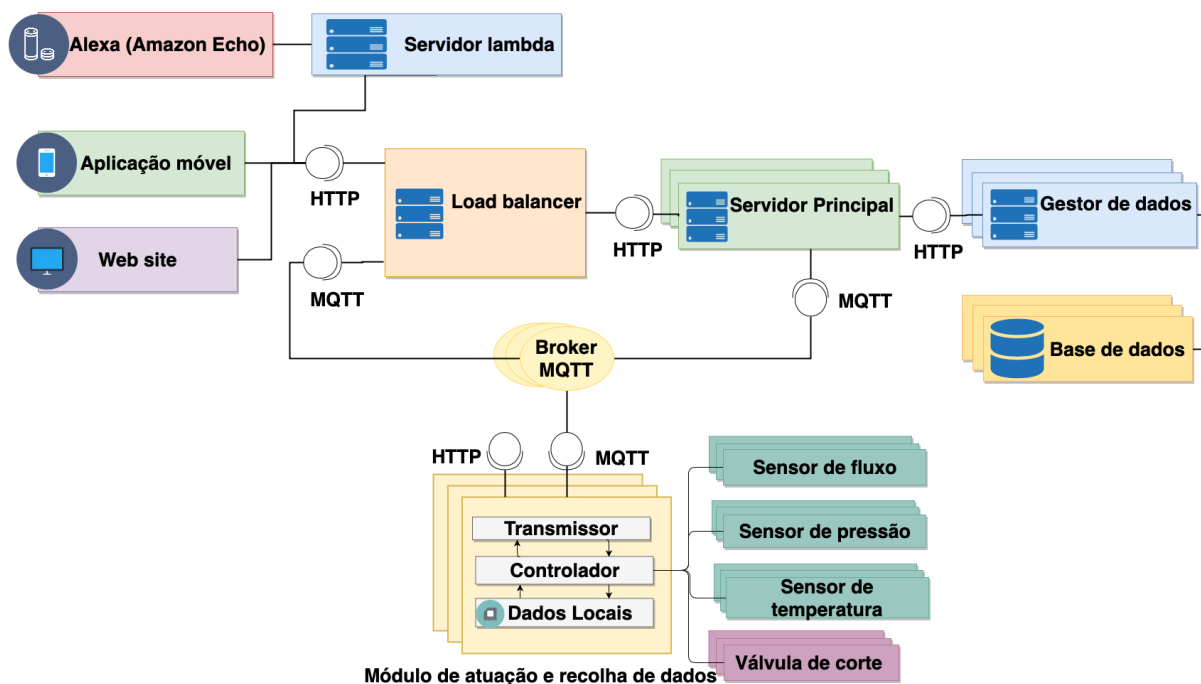 Alexa (Amazon Echo)
Servidor lambda
Aplicação móvel
HTTP
Load balancer
HTTP
Servidor Principal
HTTP
Gestor de dados
Web site
MQTT
MQTT
Broker
MQTT
Base de dados
HTTP
MQTT
Sensor de fluxo
Transmissor
Sensor de pressão
Controlador
Sensor de
temperatura
Dados Locais
Válvula de corte
Módulo de atuação e recolha de dados